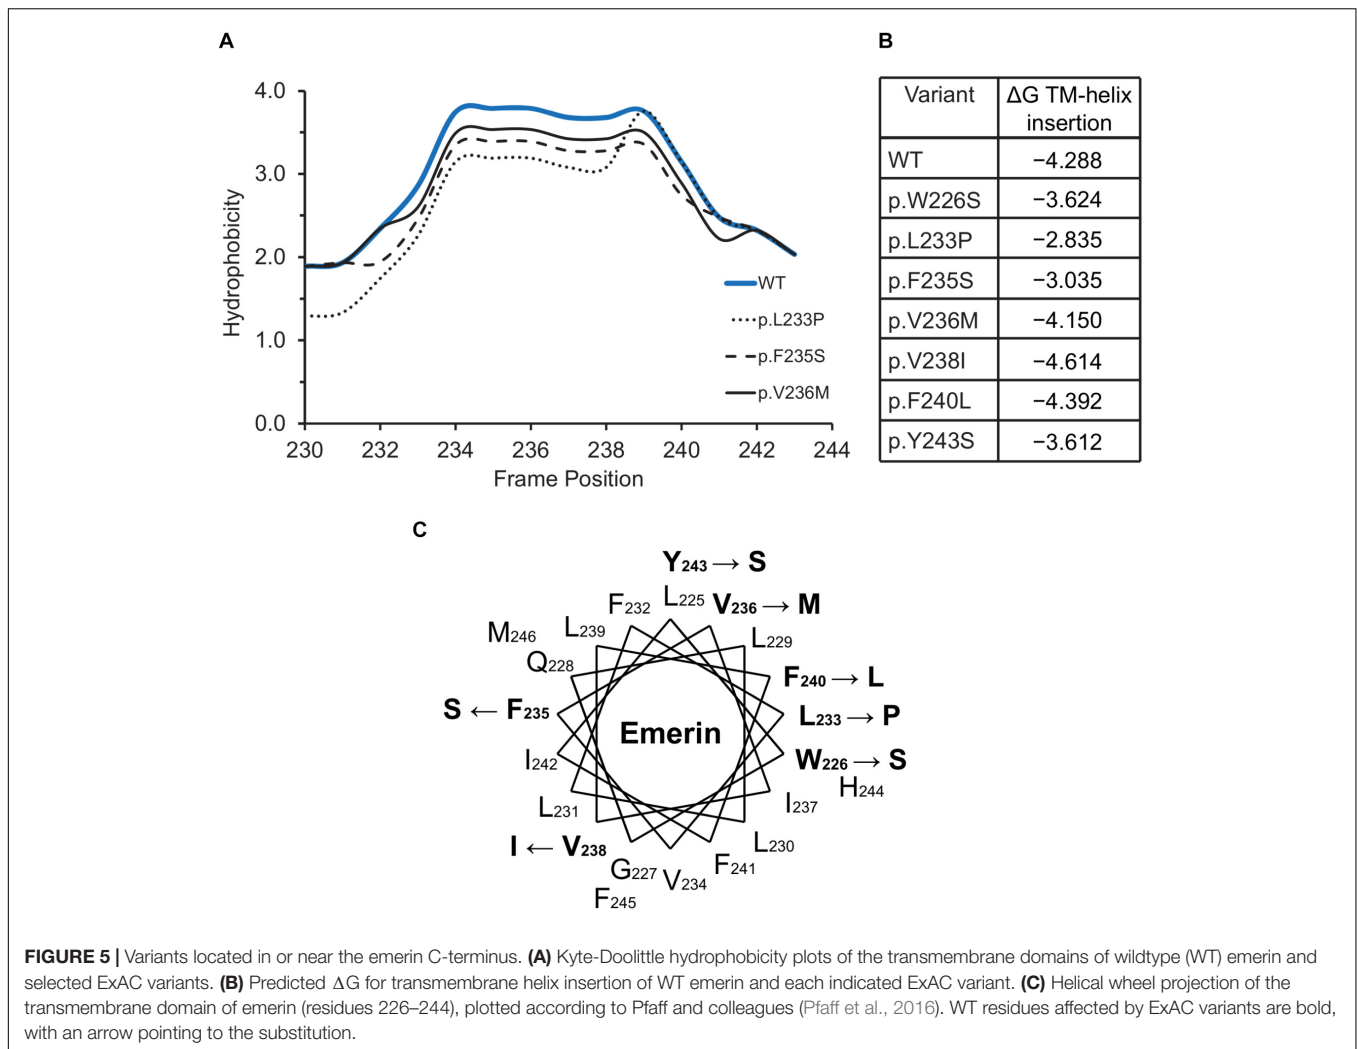 A
B
4.0
3.0
2.0
1.0
0.0
Hydrophobicity
WT
p.L233P
p.F235S
p.V236M
230 232 234 236 238 240 242 244
Frame Position
Variant ΔG TM-helix
insertion
WT −4.288
p.W226S −3.624
p.L233P −2.835
p.F235S −3.035
p.V236M −4.150
p.V238I −4.614
p.F240L −4.392
p.Y243S −3.612
C
Y243 → S
F232 L225 V236 → M
M246 L239 L229
Q228 F240 → L
S ← F235 L233 → P
Emerin
I242 W226 → S
H244
L231 I237
I ← V238 L230
G227 V234 F241
F245
FIGURE 5 | Variants located in or near the emerin C-terminus. (A) Kyte-Doolittle hydrophobicity plots of the transmembrane domains of wildtype (WT) emerin and
selected ExAC variants. (B) Predicted ΔG for transmembrane helix insertion of WT emerin and each indicated ExAC variant. (C) Helical wheel projection of the
transmembrane domain of emerin (residues 226–244), plotted according to Pfaff and colleagues (Pfaff et al., 2016). WT residues affected by ExAC variants are bold,
with an arrow pointing to the substitution.